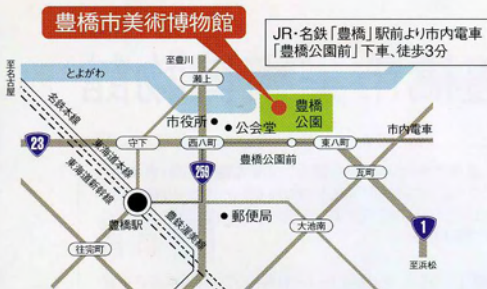 豊橋市美術博物館
JR・名鉄「豊橋」駅前より市内電車
「豊橋公園前」下車、徒歩3分
至豊川
至名古屋
とよがわ
瀬上
豊橋
公園
名鉄本線
市役所
公会堂
市内電車
23
守下
西八町
東八町
東海道本線
豊橋公園前
東海道新幹線
259
瓦町
豊橋駅
豊鉄渥美線
郵便局
大池南
1
往完町
至浜松